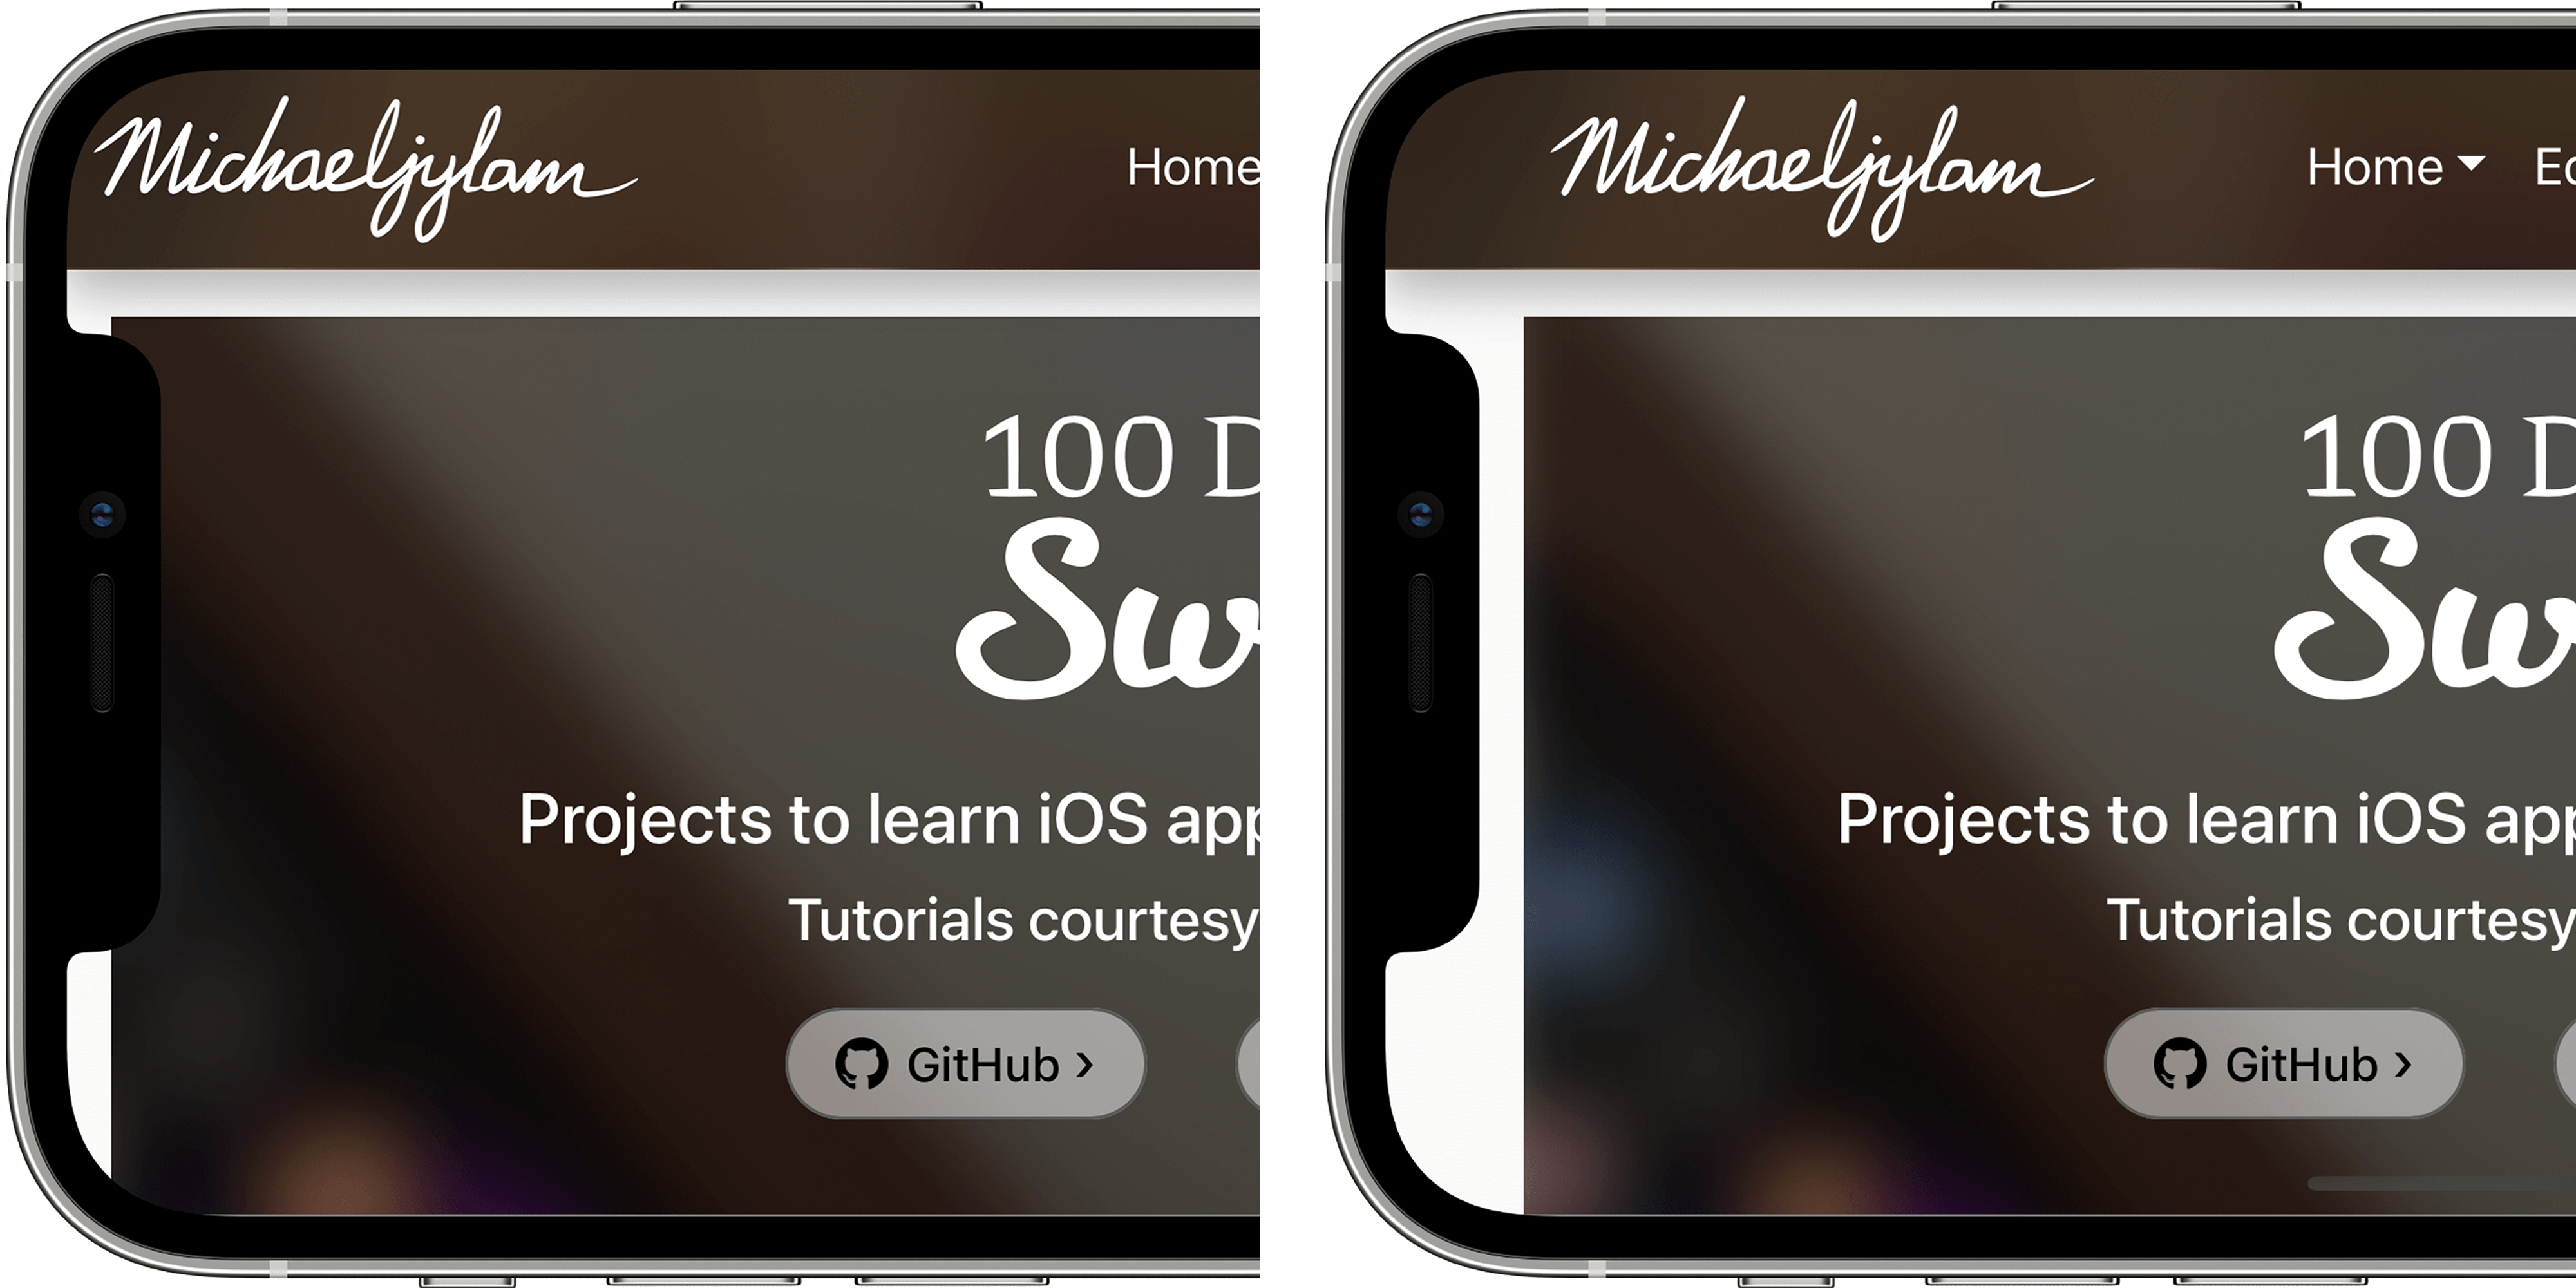 Michaeljylam Home
100 D
Sw
Projects to learn iOS app
Tutorials courtesy
GitHub ›
Michaeljylam Home Ec
100 D
Sw
Projects to learn iOS app
Tutorials courtesy
GitHub ›